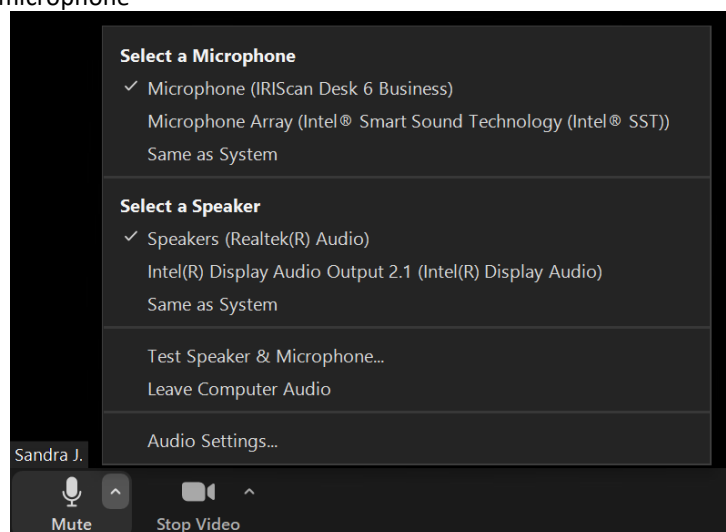 microphone
Select a Microphone
✓ Microphone (IRIScan Desk 6 Business)
Microphone Array (Intel® Smart Sound Technology (Intel® SST))
Same as System
Select a Speaker
✓ Speakers (Realtek(R) Audio)
Intel(R) Display Audio Output 2.1 (Intel(R) Display Audio)
Same as System
Test Speaker & Microphone...
Leave Computer Audio
Audio Settings...
Sandra J.
Mute Stop Video